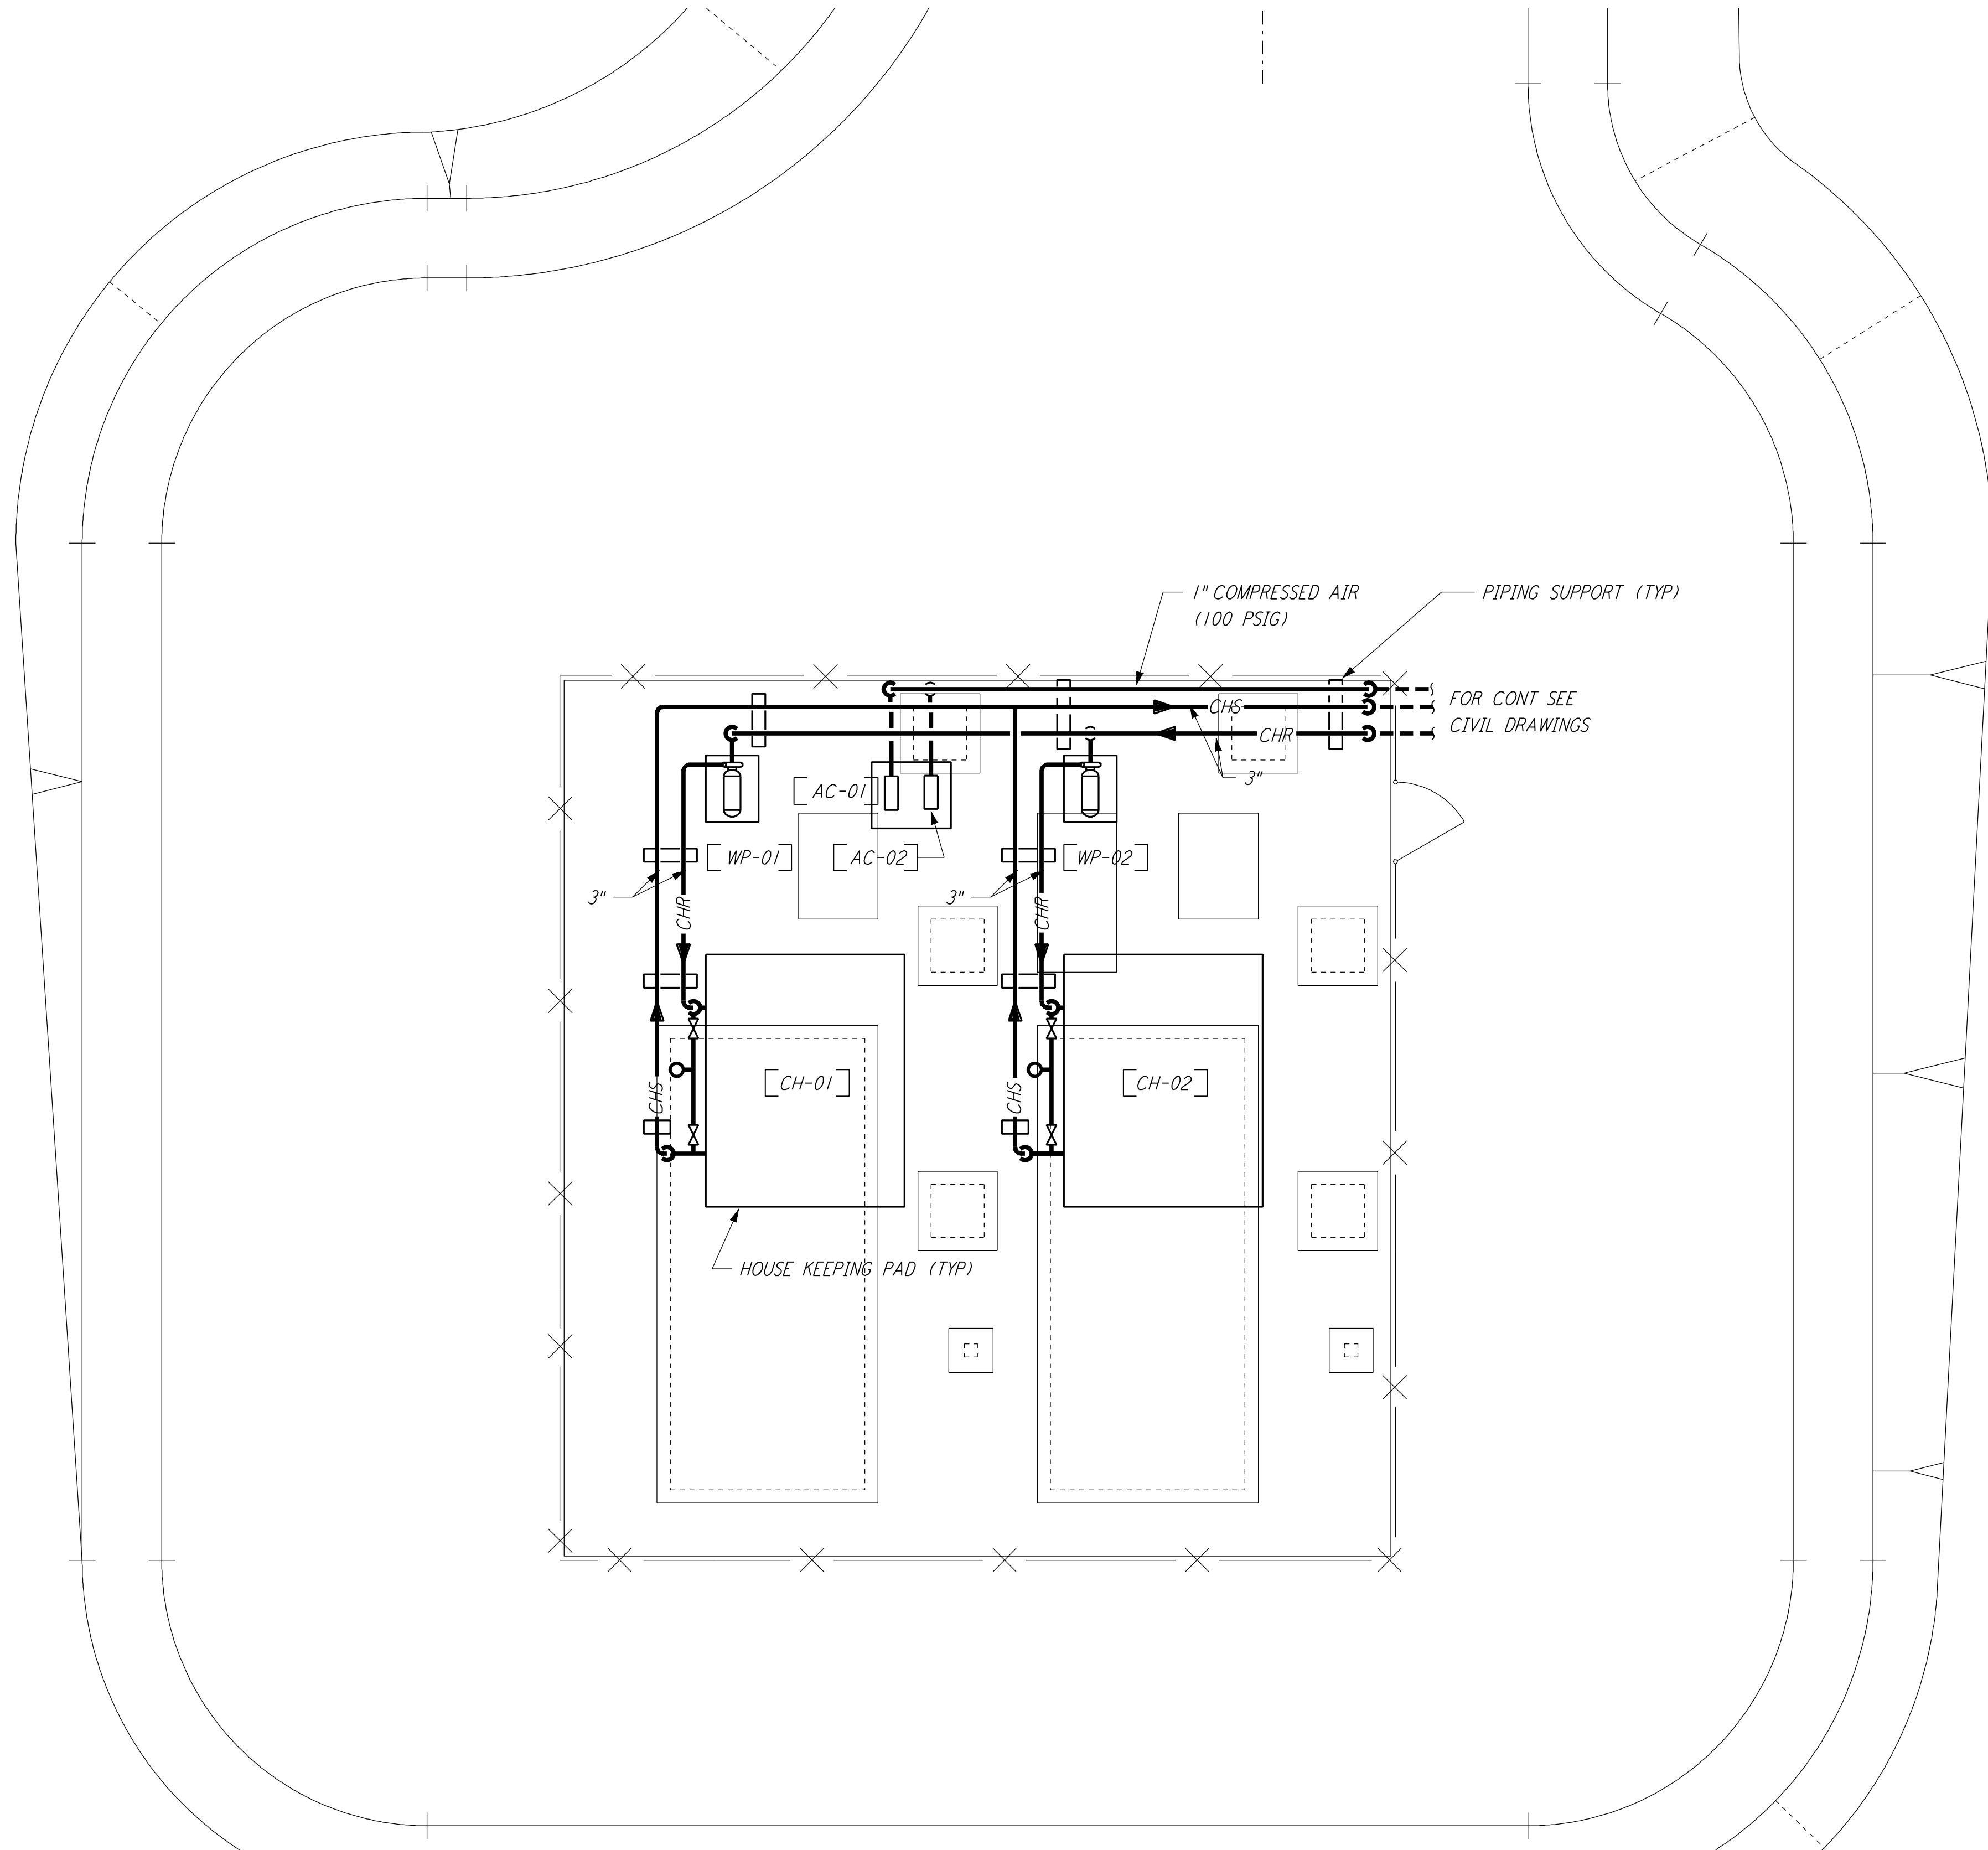 1" COMPRESSED AIR
(100 PSIG)
PIPING SUPPORT (TYP)
FOR CONT SEE
CIVIL DRAWINGS
CHS
CHR
3"
AC-01
WP-01
AC-02
WP-02
3"
3"
CHR
CHR
CH-01
CH-02
CHS
CHS
HOUSE KEEPING PAD (TYP)